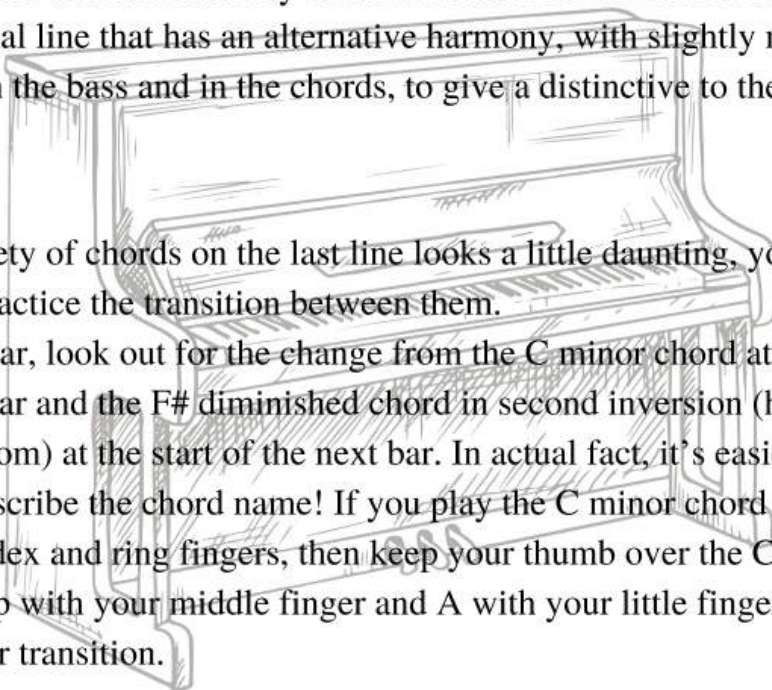 al line that has an alternative harmony, with slightly
the bass and in the chords, to give a distinctive to the
ety of chords on the last line looks a little daunting, yo
actice the transition between them.
ar, look out for the change from the C minor chord at
ar and the F# diminished chord in second inversion (
om) at the start of the next bar. In actual fact, it's easi
scribe the chord name! If you play the C minor chord
dex and ring fingers, then keep your thumb over the C
with your middle finger and A with your little finge
r transition.